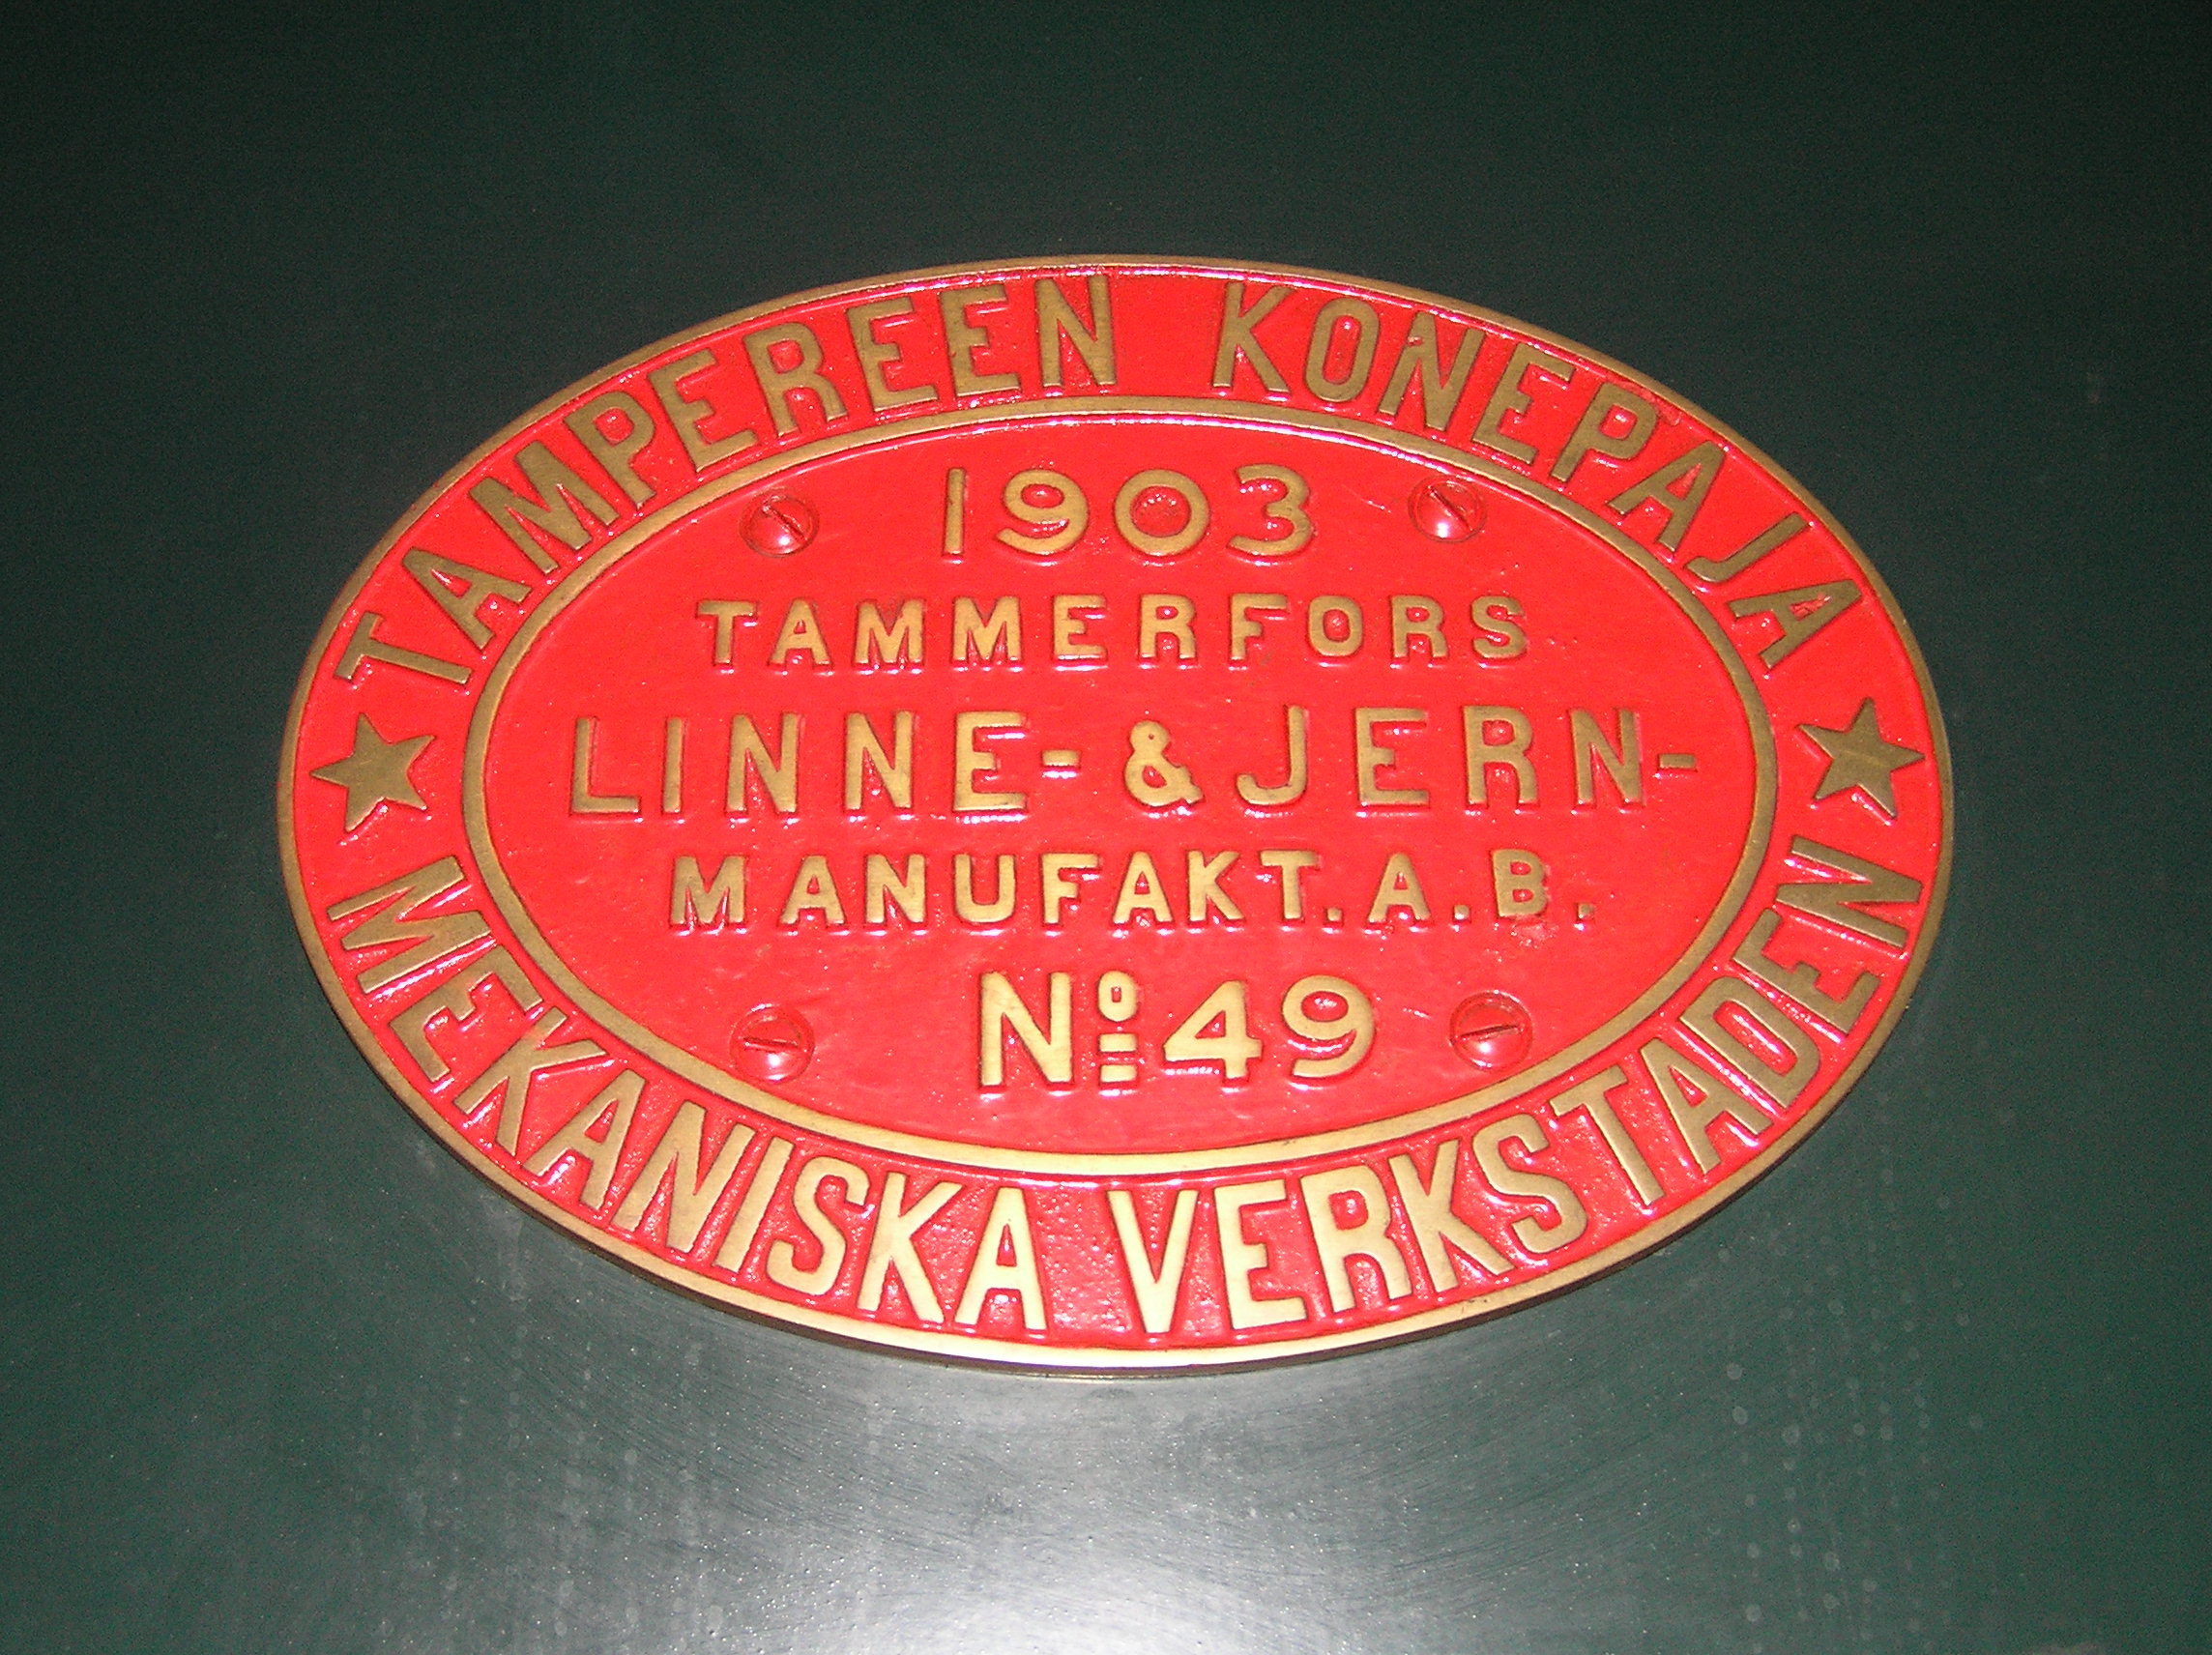 TAMPEREEN KONEPAJA
1903
TAMMERFORS
LINNE- & JERN-
MANUFAKT. A. B.
Nº 49
MEKANISKA VERKSTADEN